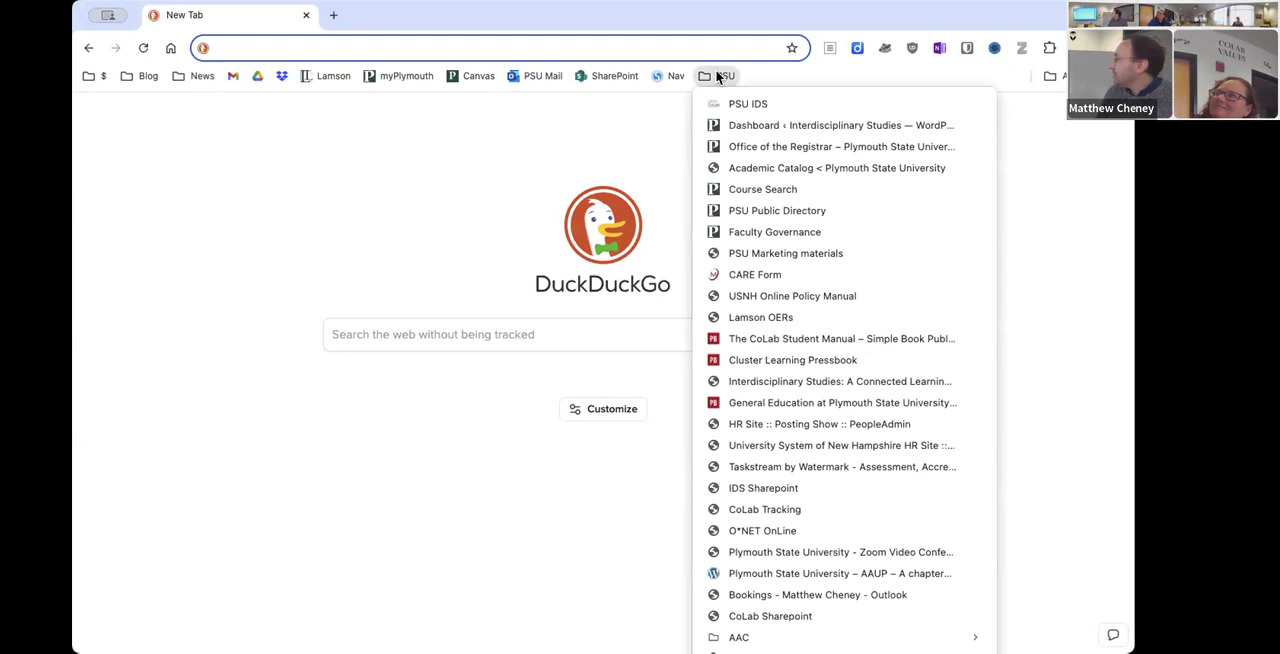 New Tab
$ Blog News Lamson myPlymouth Canvas PSU Mail SharePoint Nav
COLAB VALUES
Matthew Cheney
PSU IDS
Dashboard ‹ Interdisciplinary Studies — WordP...
Office of the Registrar – Plymouth State Univer...
Academic Catalog < Plymouth State University
Course Search
PSU Public Directory
Faculty Governance
PSU Marketing materials
CARE Form
USNH Online Policy Manual
Lamson OERs
The CoLab Student Manual – Simple Book Publ...
Cluster Learning Pressbook
Interdisciplinary Studies: A Connected Learnin...
General Education at Plymouth State University...
HR Site :: Posting Show :: PeopleAdmin
University System of New Hampshire HR Site ::...
Taskstream by Watermark - Assessment, Accre...
IDS Sharepoint
CoLab Tracking
O*NET OnLine
Plymouth State University - Zoom Video Confe...
Plymouth State University – AAUP – A chapter...
Bookings - Matthew Cheney - Outlook
CoLab Sharepoint
AAC
DuckDuckGo
Search the web without being tracked
Customize